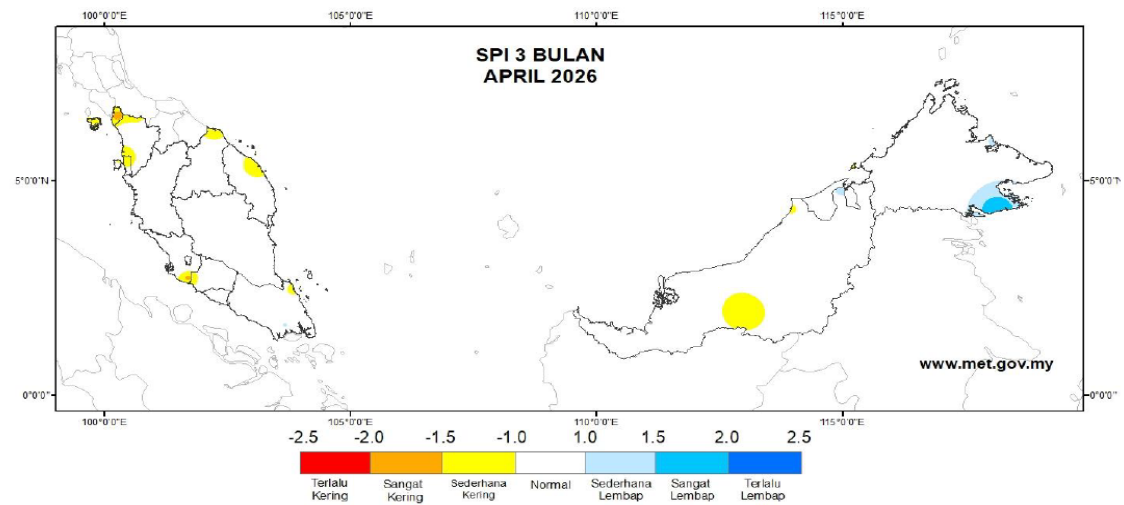 100°0'0"E 105°0'0"E 110°0'0"E 115°0'0"E
SPI 3 BULAN
APRIL 2026
5°0'0"N 5°0'0"N
www.met.gov.my
0°0'0" 0°0'0"
100°0'0"E 105°0'0"E 110°0'0"E 115°0'0"E
-2.5 -2.0 -1.5 -1.0 1.0 1.5 2.0 2.5
Terlalu Sangat Sederhana Normal Sederhana Sangat Terlalu
Kering Kering Kering Lembap Lembap Lembap